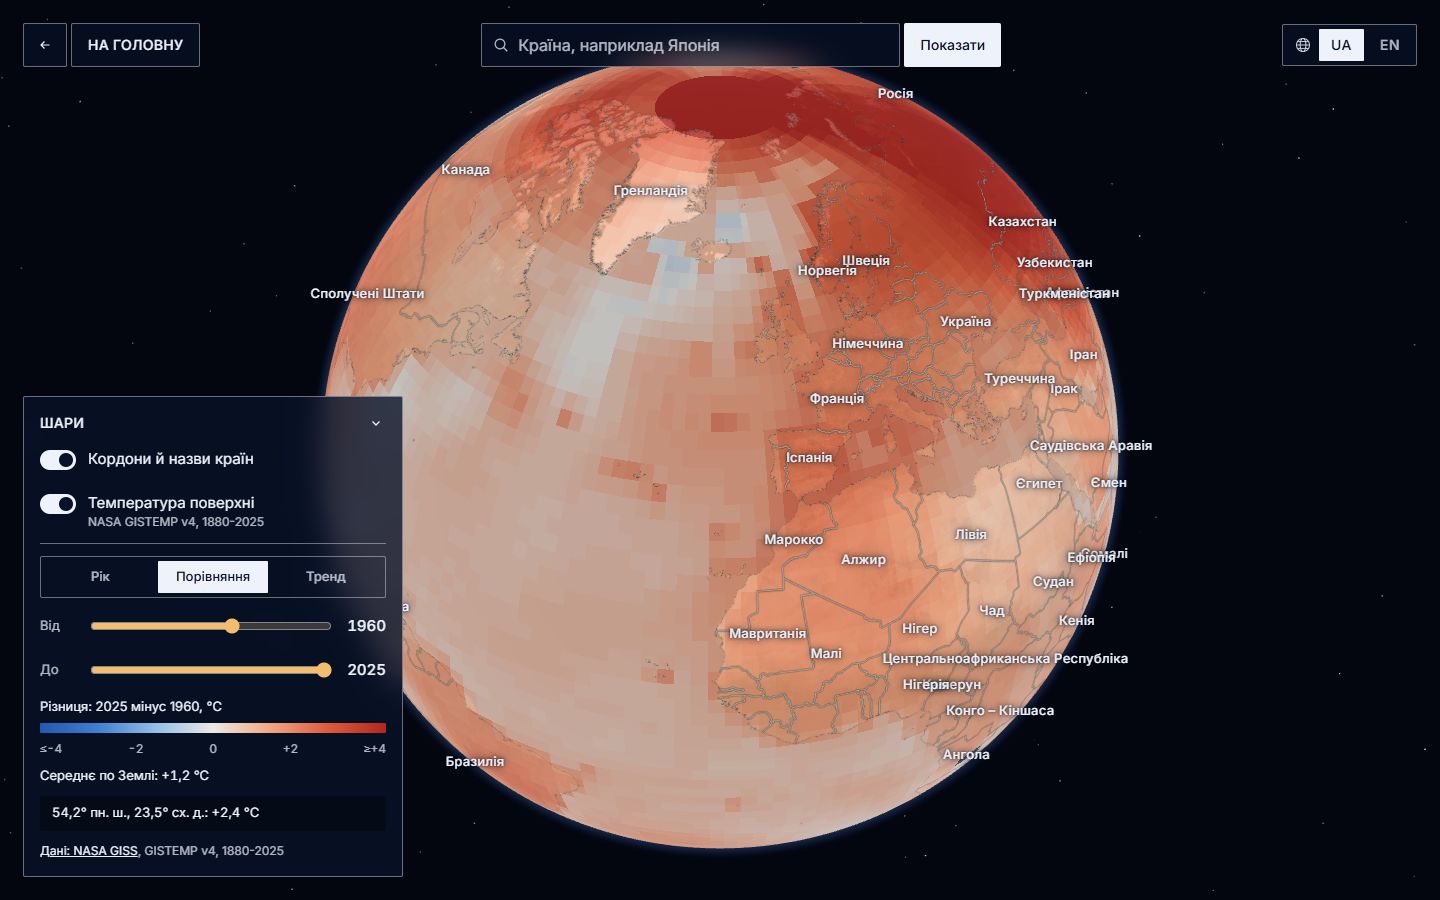 НА ГОЛОВНУ
Країна, наприклад Японія
Показати
UA
EN
Росія
Канада
Гренландія
Казахстан
Швеція
Узбекистан
Норвегія
Сполучені Штати
Туркменістан
Україна
Німеччина
Іран
Туреччина
Ірак
Франція
Саудівська Аравія
Іспанія
Єгипет
Ємен
Лівія
Марокко
Алжир
Сомалі
Ефіопія
Судан
Чад
Кенія
Нігер
Мавританія
Малі
Центральноафриканська Республіка
Нігерія
Конго – Кіншаса
Ангола
Бразилія
ШАРИ
Кордони й назви країн
Температура поверхні
NASA GISTEMP v4, 1880-2025
Рік
Порівняння
Тренд
Від
1960
До
2025
Різниця: 2025 мінус 1960, °C
≤-4
-2
0
+2
≥+4
Середнє по Землі: +1,2 °C
54,2° пн. ш., 23,5° сх. д.: +2,4 °C
Дані: NASA GISS, GISTEMP v4, 1880-2025